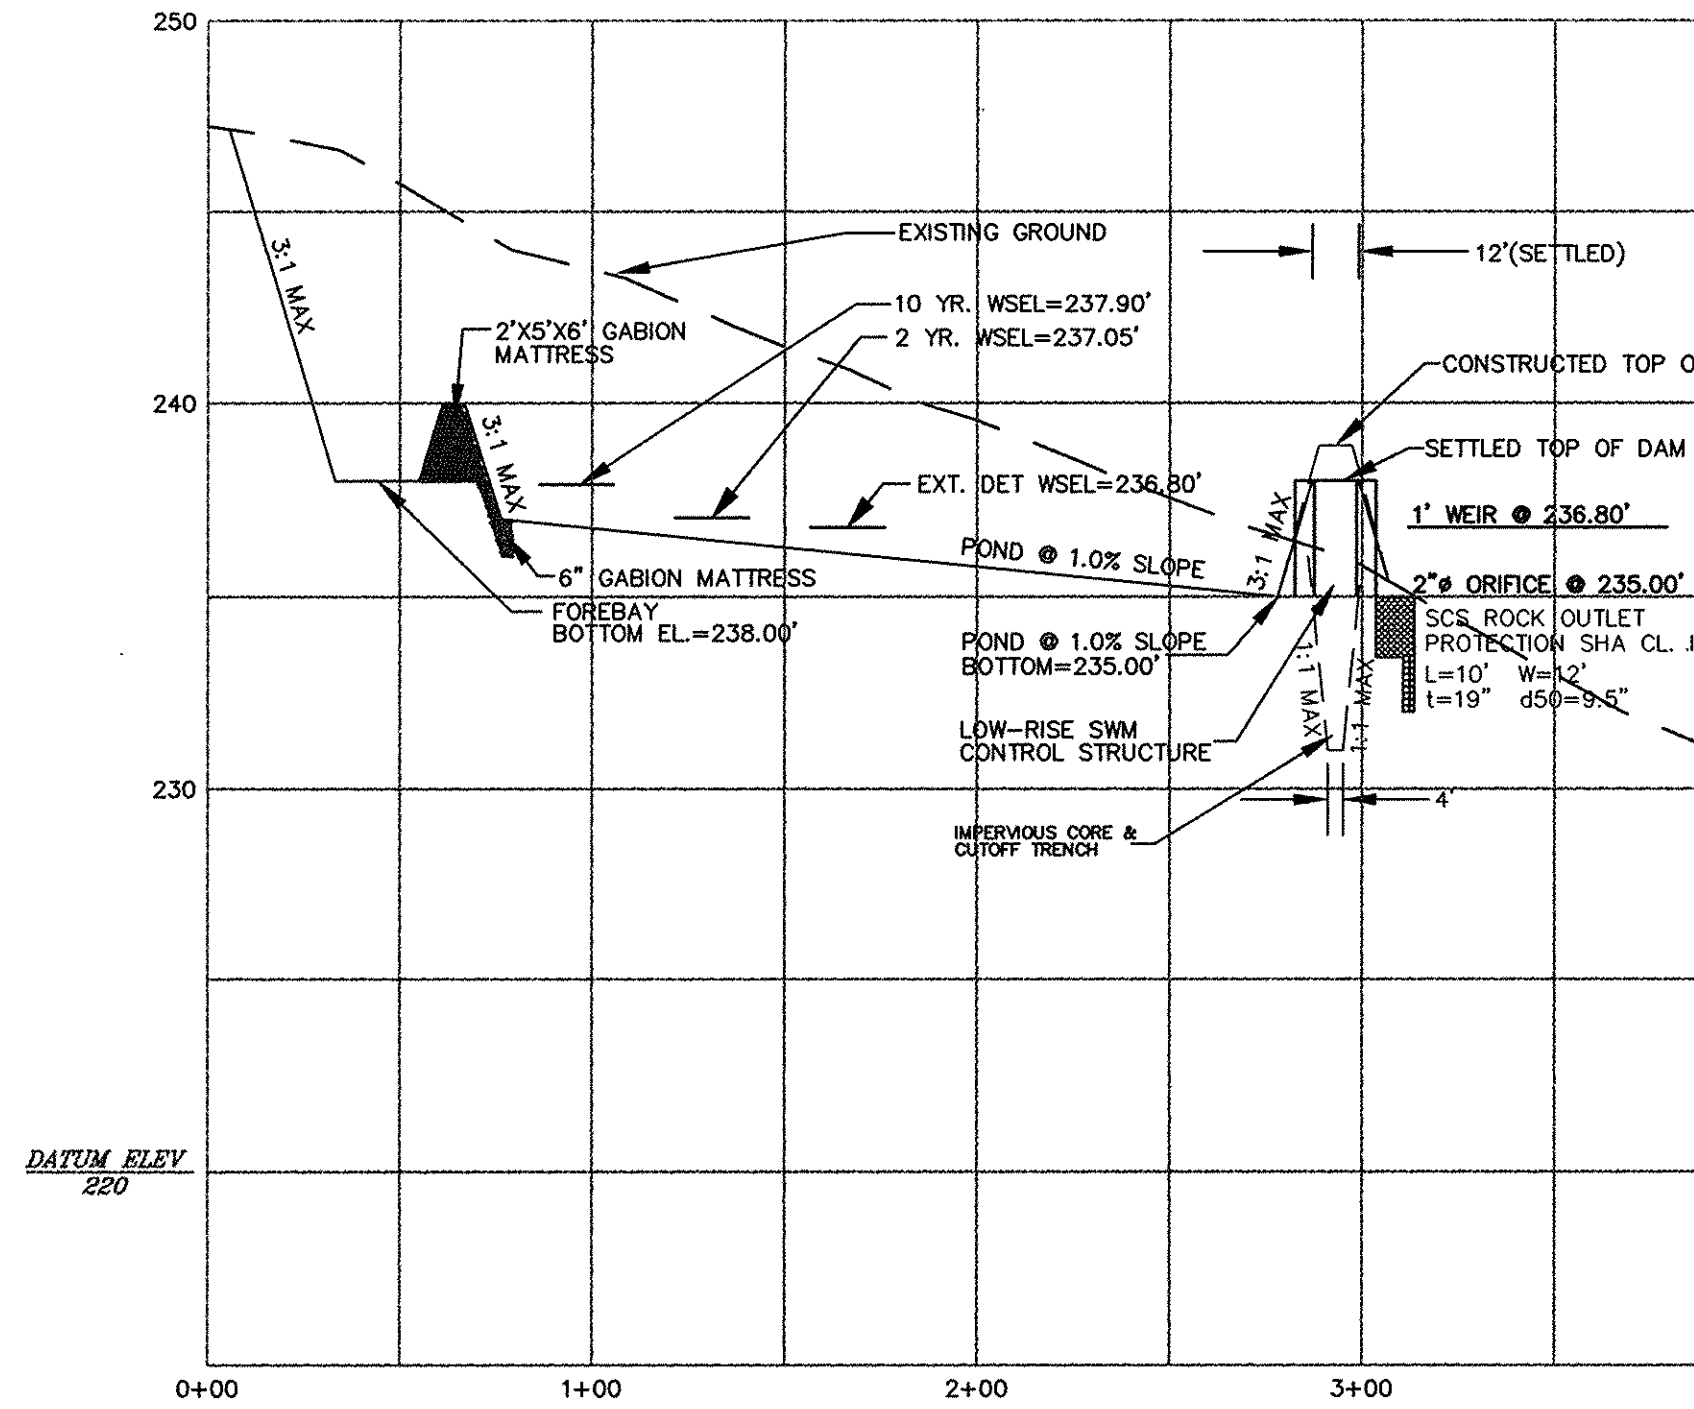 250
EXISTING GROUND
12'(SETTLED)
3:1 MAX
10 YR. WSEL=237.90'
2'X5'X6' GABION
MATTRESS
2 YR. WSEL=237.05'
CONSTRUCTED TOP O
240
3:1 MAX
SETTLED TOP OF DAM
EXT. DET WSEL=236.80'
1' WEIR @ 236.80'
3:1 MAX
POND @ 1.0% SLOPE
6" GABION MATTRESS
2"ø ORIFICE @ 235.00'
FOREBAY
BOTTOM EL.=238.00'
SCS ROCK OUTLET
PROTECTION SHA CL.
L=10' W=12'
t=19" d50=9.5"
POND @ 1.0% SLOPE
BOTTOM=235.00'
1:1 MAX
1:1 MAX
LOW-RISE SWM
CONTROL STRUCTURE
230
4'
IMPERVIOUS CORE &
CUTOFF TRENCH
DATUM ELEV
220
0+00
1+00
2+00
3+00